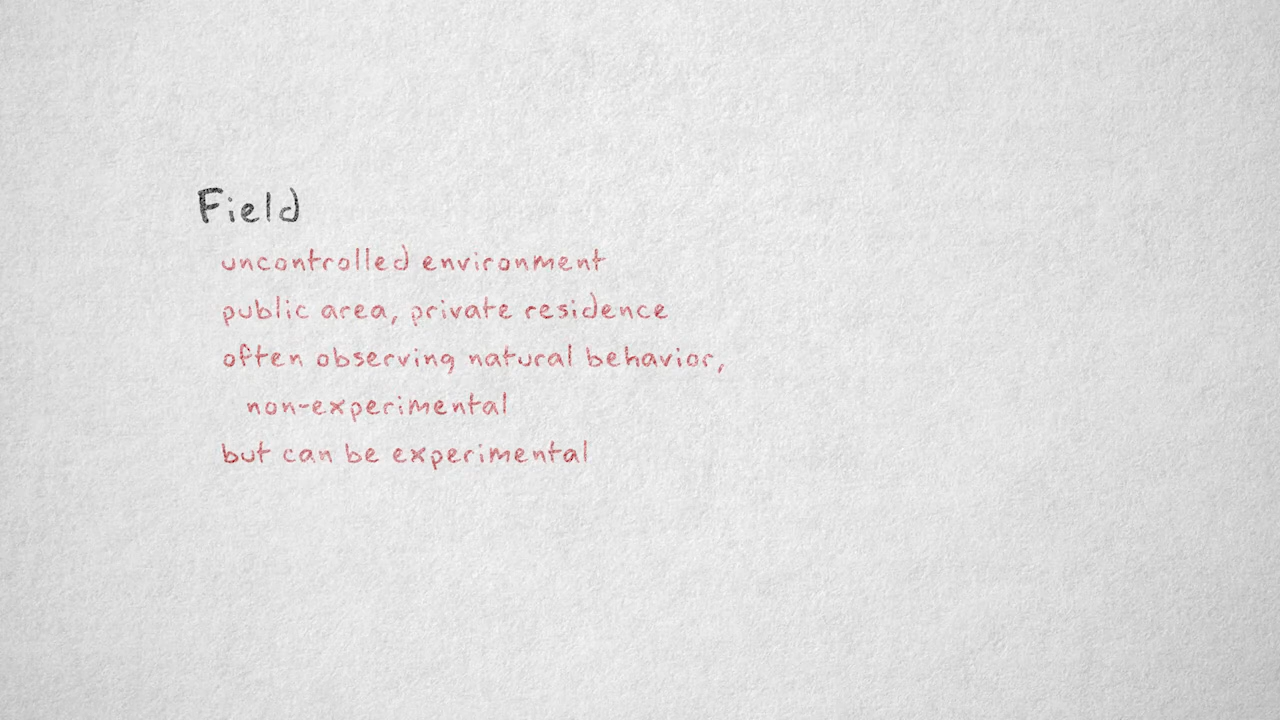 Field
uncontrolled environment
public area, private residence
often observing natural behavior,
non-experimental
but can be experimental